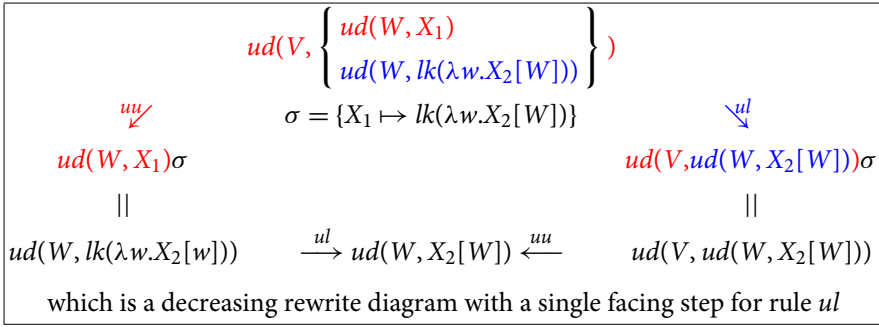 ud(V, { ud(W, X₁)
ud(W, lk(λw.X₂[W])) } )
uu σ = {X₁ ↦ lk(λw.X₂[W])} ul
↙ ↘
ud(W, X₁)σ ud(V,ud(W, X₂[W]))σ
|| ||
ud(W, lk(λw.X₂[w])) —ul→ ud(W, X₂[W]) ←uu— ud(V, ud(W, X₂[W]))
which is a decreasing rewrite diagram with a single facing step for rule ul